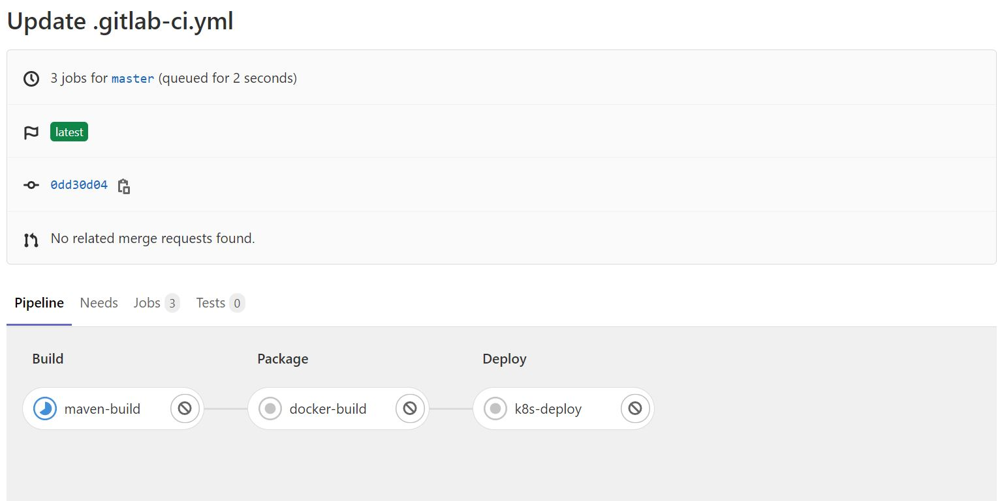 Update .gitlab-ci.yml
3 jobs for master (queued for 2 seconds)
latest
0dd30d04
No related merge requests found.
Pipeline Needs Jobs 3 Tests 0
Build Package Deploy
maven-build docker-build k8s-deploy